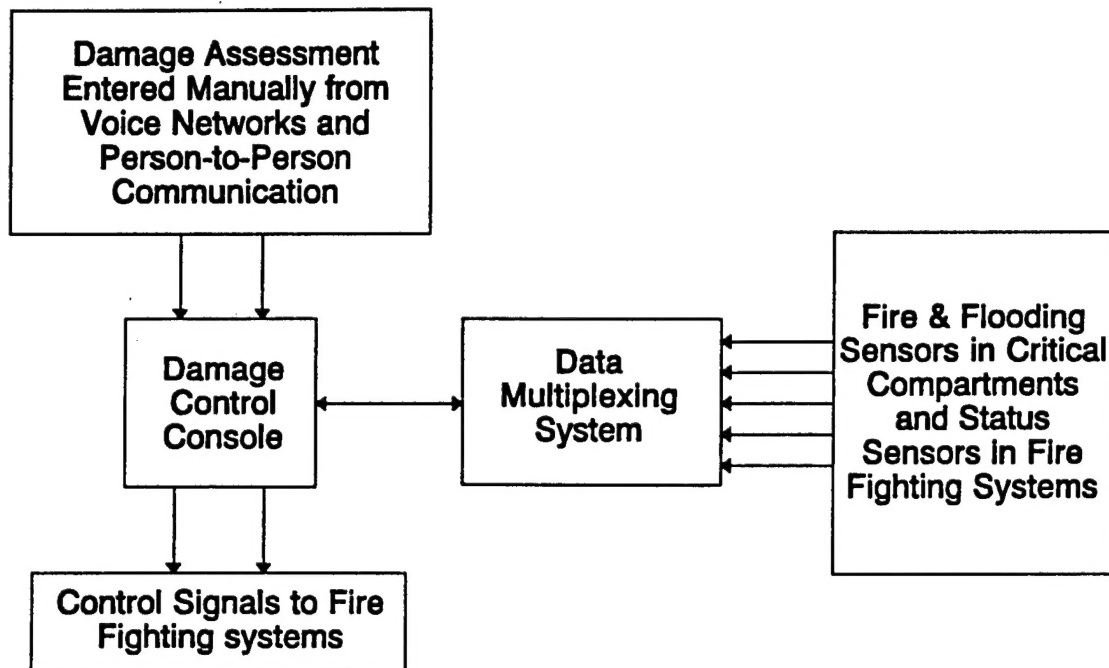 Damage Assessment
Entered Manually from
Voice Networks and
Person-to-Person
Communication
Damage
Control
Console
Data
Multiplexing
System
Fire & Flooding
Sensors in Critical
Compartments
and Status
Sensors in Fire
Fighting Systems
Control Signals to Fire
Fighting systems